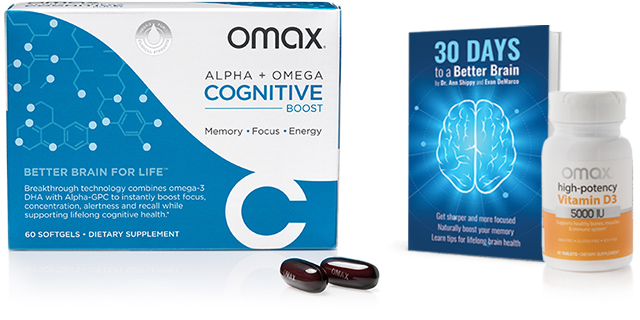 omax®
ALPHA + OMEGA
COGNITIVE
BOOST
Memory • Focus • Energy
BETTER BRAIN FOR LIFE™
Breakthrough technology combines omega-3
DHA with Alpha-GPC to instantly boost focus,
concentration, alertness and recall while
supporting lifelong cognitive health.*
60 SOFTGELS • DIETARY SUPPLEMENT
C
OMAX
OMAX
30 DAYS
to a Better Brain
by Dr. Ann Shippy and Evan DeMarco
Get sharper and more focused
Naturally boost your memory
Learn tips for lifelong brain health
omax
high-potency
Vitamin D3
5000 IU